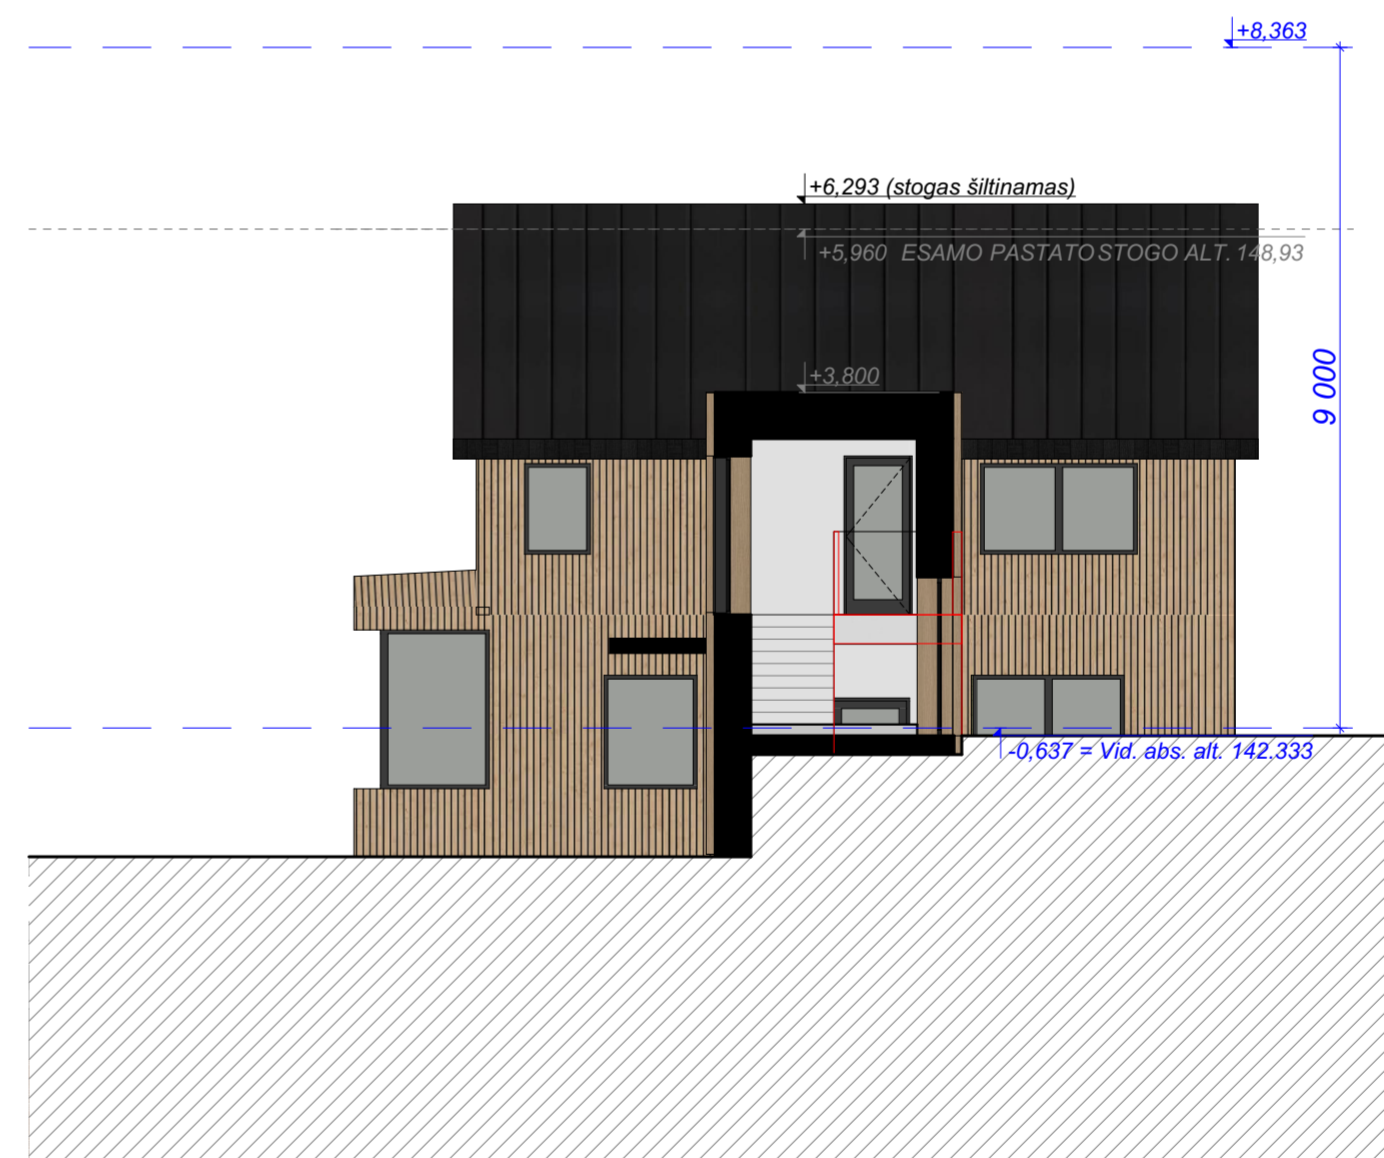 +8,363
+6,293 (stogas šiltinamas)
+5,960 ESAMO PASTATO STOGO ALT. 148,93
+3,800
9 000
-0,637 = Vid. abs. alt. 142.333